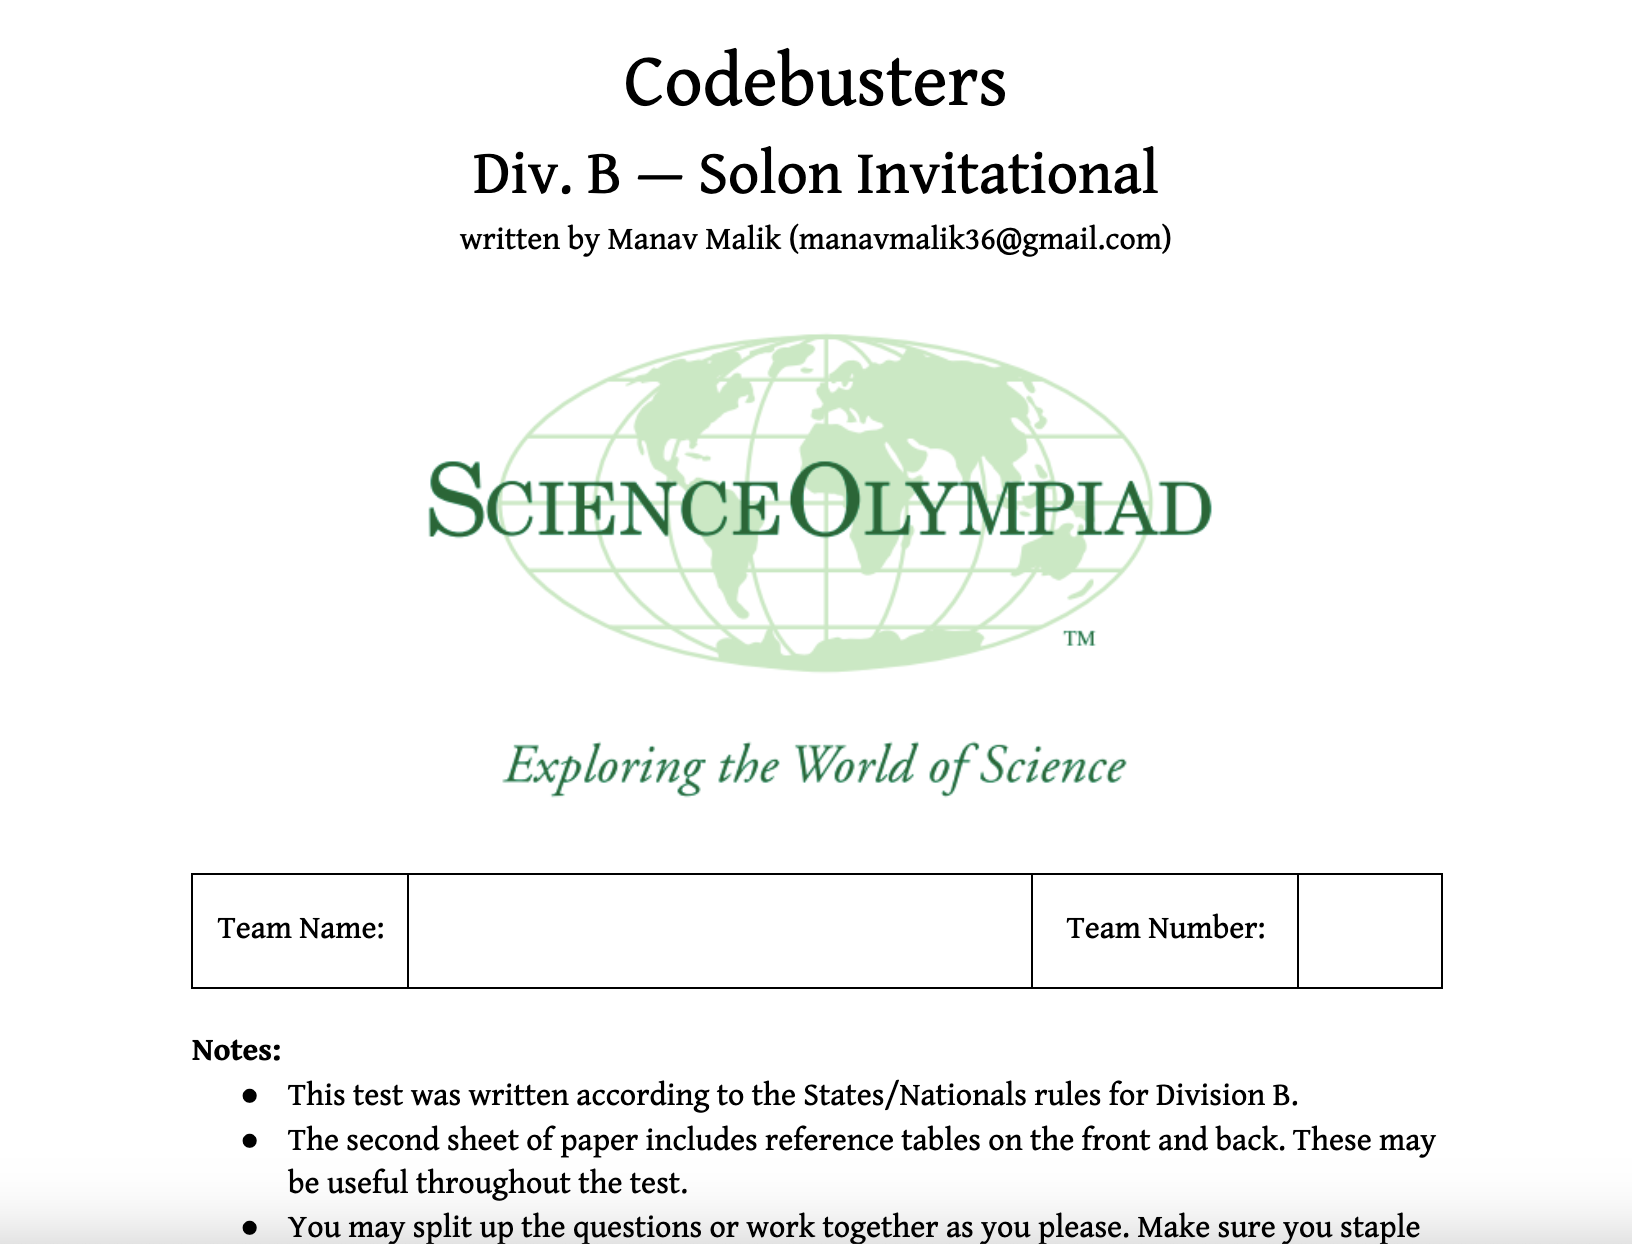 Codebusters
Div. B — Solon Invitational
written by Manav Malik (manavmalik36@gmail.com)
SCIENCE OLYMPIAD
TM
Exploring the World of Science
Team Name:
Team Number:
Notes:
● This test was written according to the States/Nationals rules for Division B.
● The second sheet of paper includes reference tables on the front and back. These may
be useful throughout the test.
● You may split up the questions or work together as you please. Make sure you staple